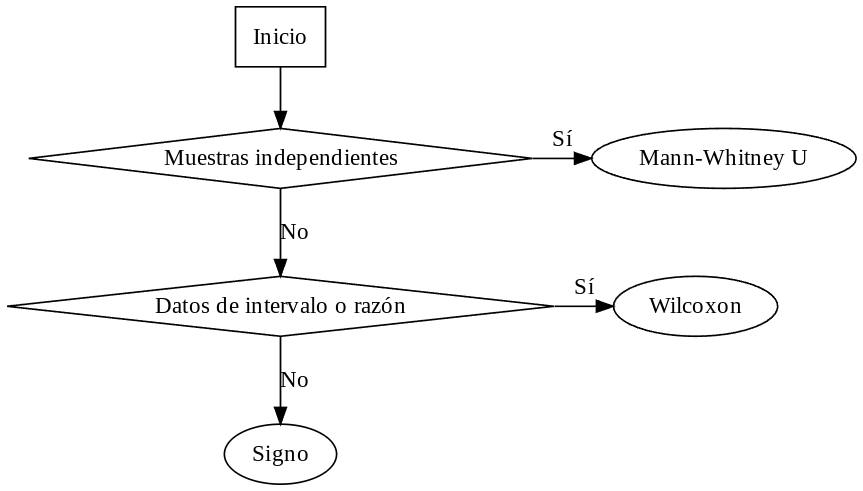 Inicio
Muestras independientes
Sí
Mann-Whitney U
No
Datos de intervalo o razón
Sí
Wilcoxon
No
Signo